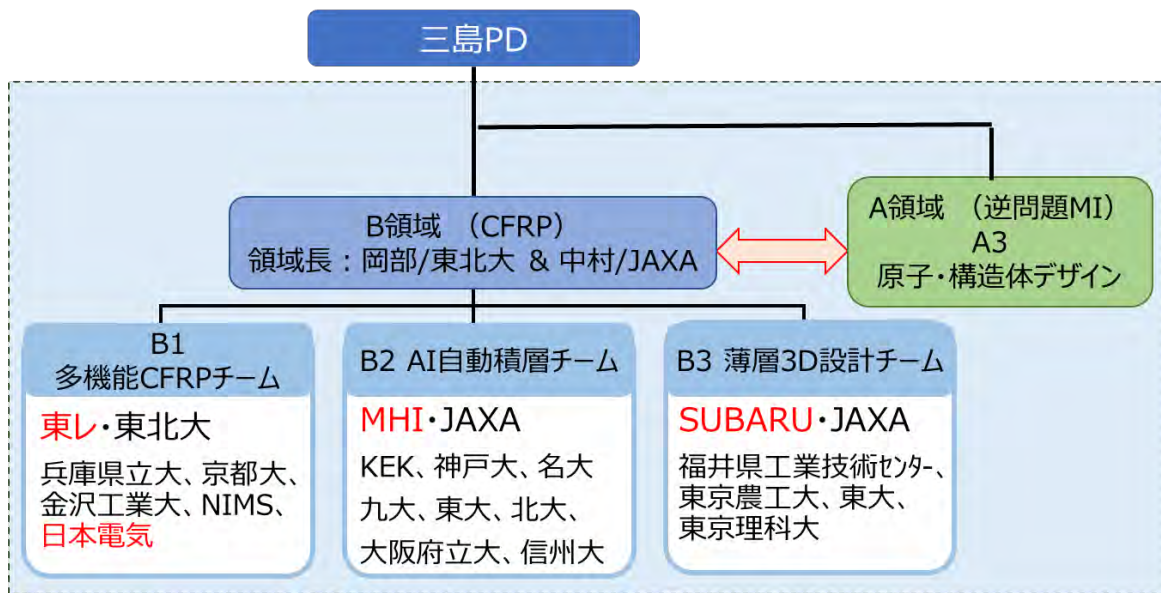 三島PD
B領域 （CFRP）
領域長：岡部/東北大 & 中村/JAXA
A領域 （逆問題MI）
A3
原子・構造体デザイン
B1
多機能CFRPチーム
東レ・東北大
兵庫県立大、京都大、
金沢工業大、NIMS、
日本電気
B2 AI自動積層チーム
MHI・JAXA
KEK、神戸大、名大
九大、東大、北大、
大阪府立大、信州大
B3 薄層3D設計チーム
SUBARU・JAXA
福井県工業技術ｾﾝﾀｰ、
東京農工大、東大、
東京理科大